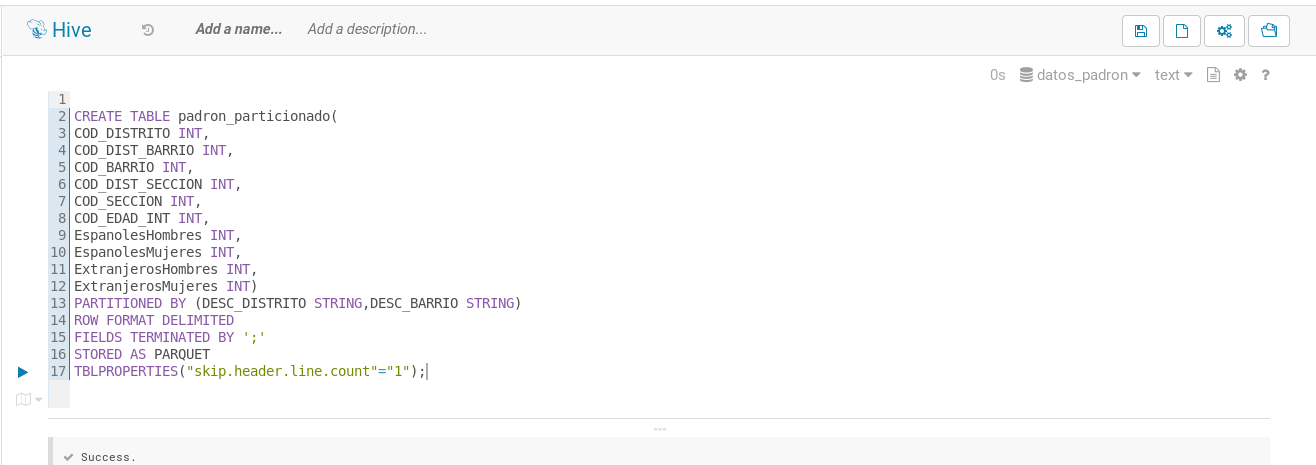 Hive Add a name... Add a description...
0s datos_padron text ?
1
2 CREATE TABLE padron_particionado(
3 COD_DISTRITO INT,
4 COD_DIST_BARRIO INT,
5 COD_BARRIO INT,
6 COD_DIST_SECCION INT,
7 COD_SECCION INT,
8 COD_EDAD_INT INT,
9 EspanolesHombres INT,
10 EspanolesMujeres INT,
11 ExtranjerosHombres INT,
12 ExtranjerosMujeres INT)
13 PARTITIONED BY (DESC_DISTRITO STRING,DESC_BARRIO STRING)
14 ROW FORMAT DELIMITED
15 FIELDS TERMINATED BY ';'
16 STORED AS PARQUET
17 TBLPROPERTIES("skip.header.line.count"="1");
Success.